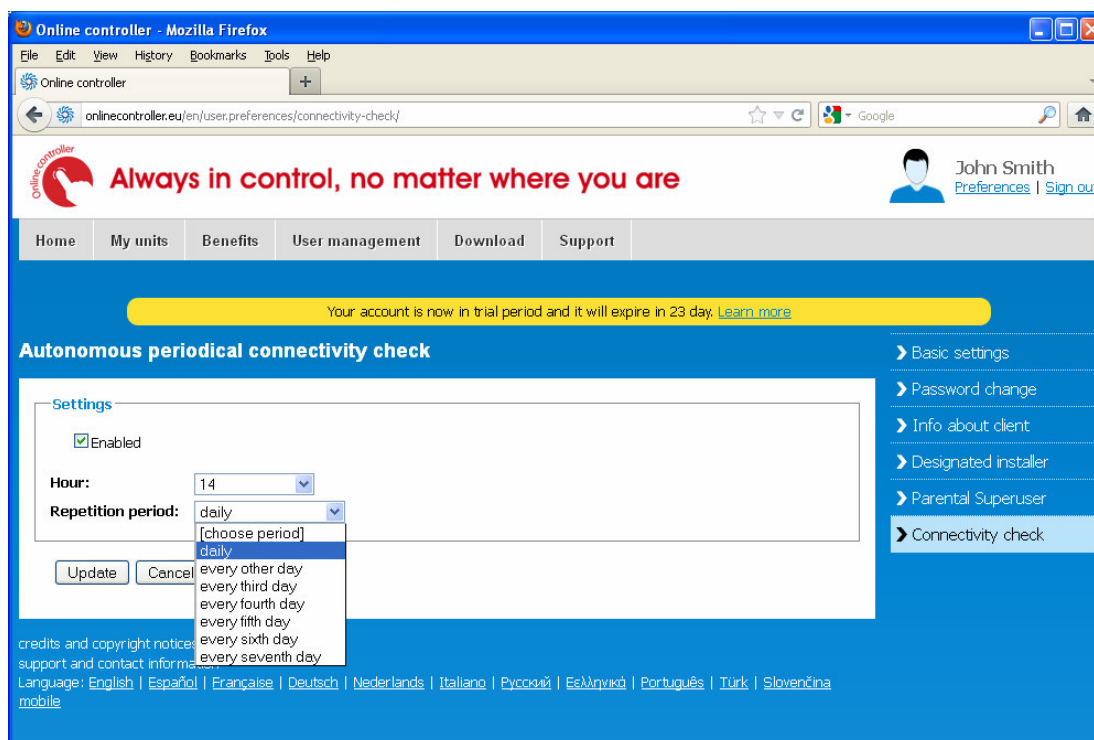 Online controller - Mozilla Firefox
File Edit View History Bookmarks Tools Help
Online controller
onlinecontroller.eu/en/user.preferences/connectivity-check/
Google
Online controller
Always in control, no matter where you are
John Smith
Preferences | Sign ou
Home My units Benefits User management Download Support
Your account is now in trial period and it will expire in 23 day. Learn more
Autonomous periodical connectivity check
Settings
Enabled
Hour: 14
Repetition period: daily
[choose period]
daily
every other day
every third day
every fourth day
every fifth day
every sixth day
every seventh day
Update Cancel
Basic settings
Password change
Info about client
Designated installer
Parental Superuser
Connectivity check
credits and copyright notices
support and contact information
Language: English | Español | Française | Deutsch | Nederlands | Italiano | Русский | Εελληνικά | Português | Türk | Slovenčina
mobile